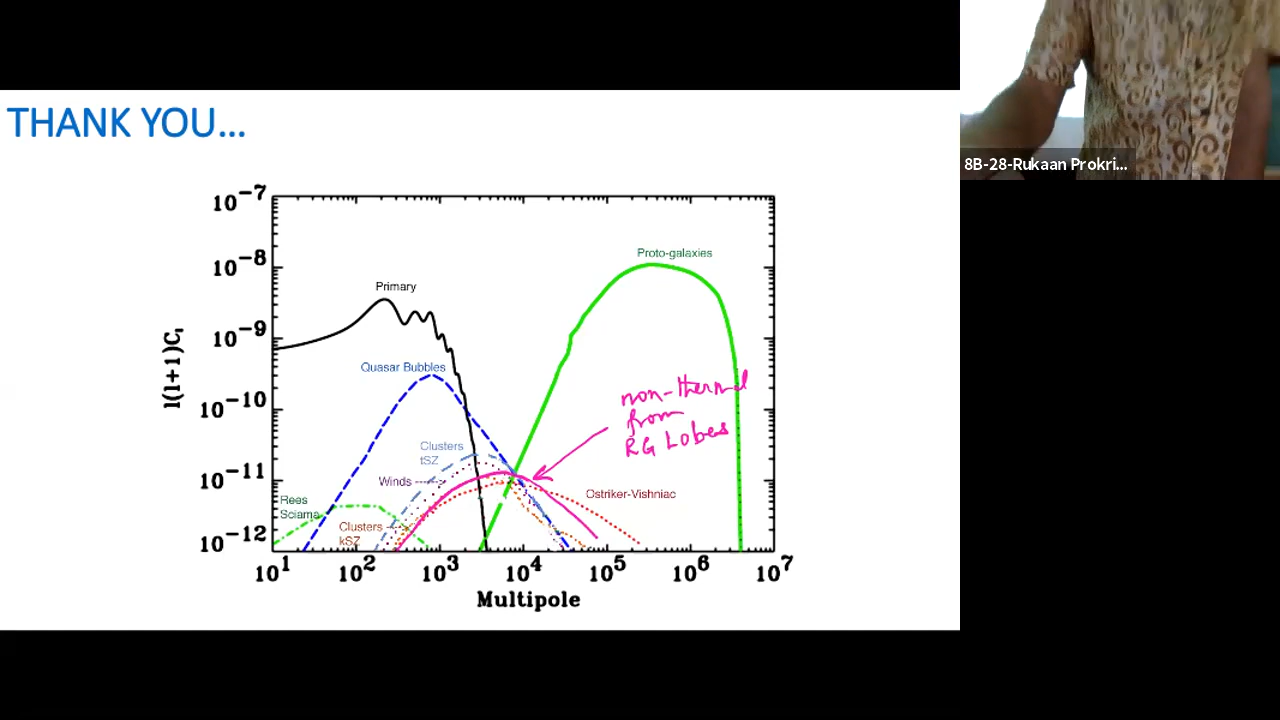 THANK YOU...
8B-28-Rukaan Prokri...
10⁻⁷
10⁻⁸
10⁻⁹
10⁻¹⁰
10⁻¹¹
10⁻¹²
l(l+1)Cₗ
Proto-galaxies
Primary
Quasar Bubbles
non-thermal
from
RG Lobes
Clusters
tSZ
Winds
Ostriker-Vishniac
Rees
Sciama
Clusters
kSZ
10¹ 10² 10³ 10⁴ 10⁵ 10⁶ 10⁷
Multipole